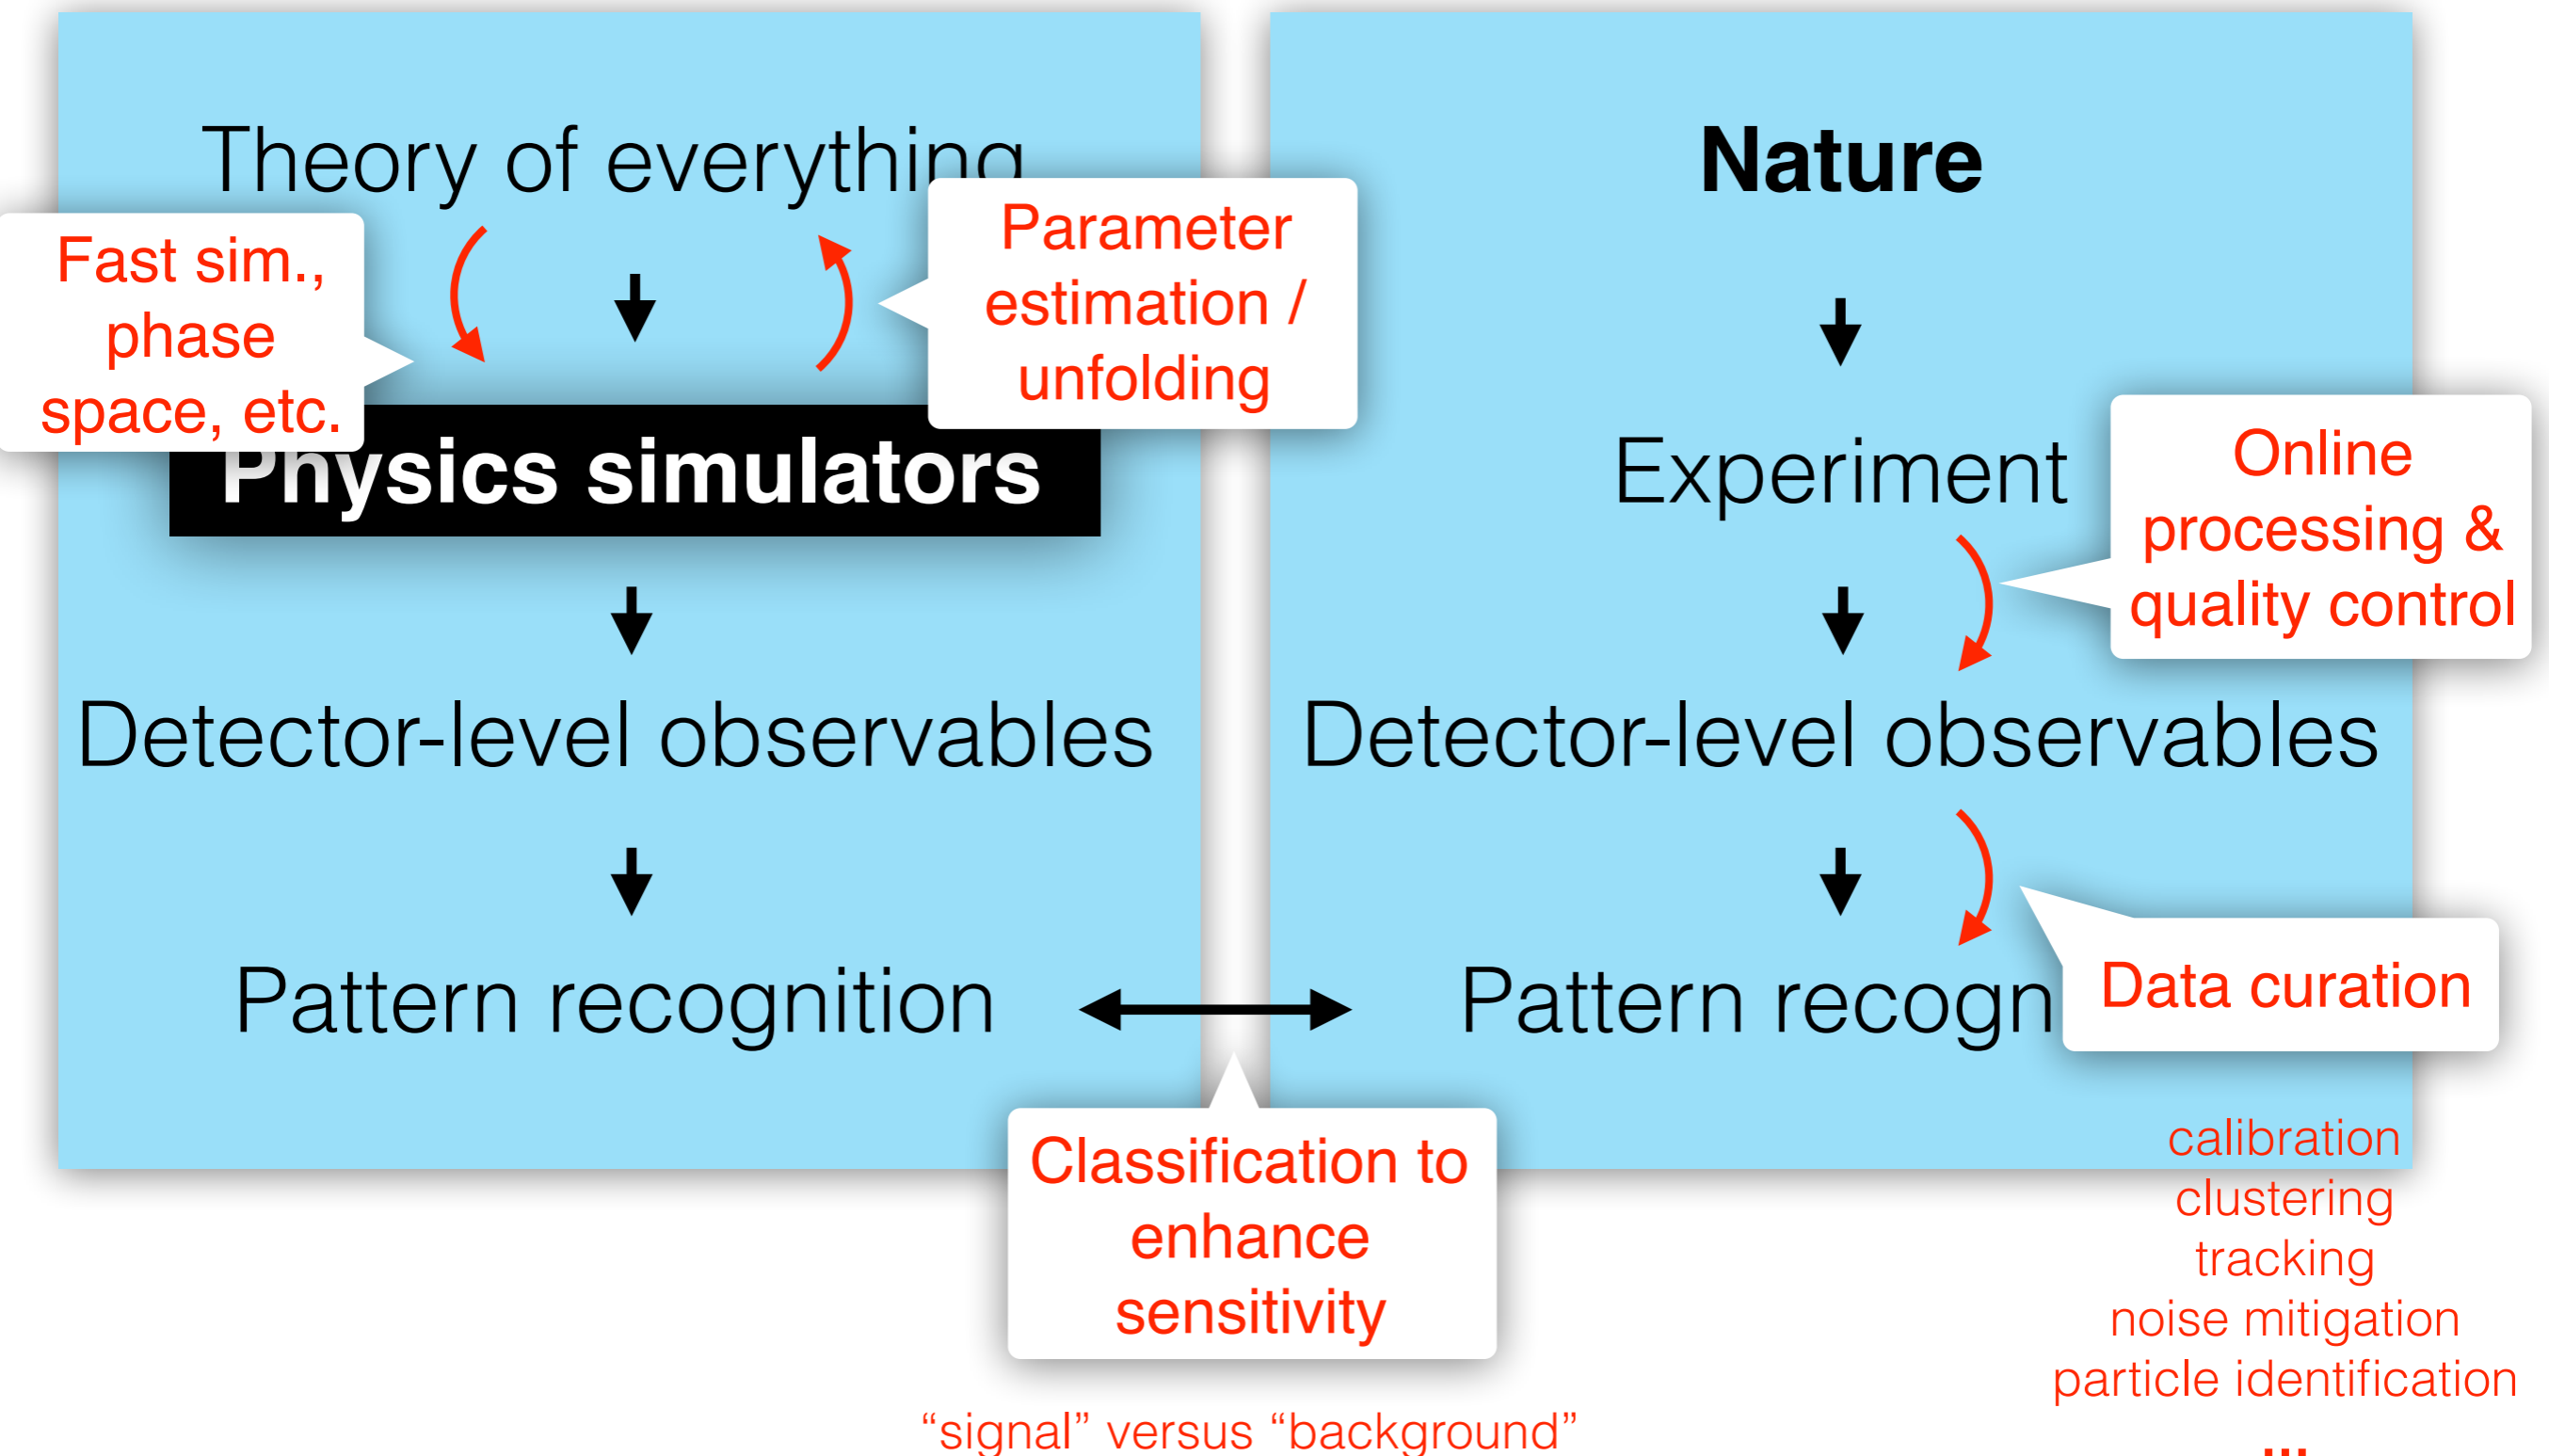 Theory of everything
Fast sim.,
phase
space, etc.
Parameter
estimation /
unfolding
Physics simulators
Detector-level observables
Pattern recognition
Nature
Experiment
Online
processing &
quality control
Detector-level observables
Pattern recogn
Data curation
Classification to
enhance
sensitivity
“signal” versus “background”
calibration
clustering
tracking
noise mitigation
particle identification
...